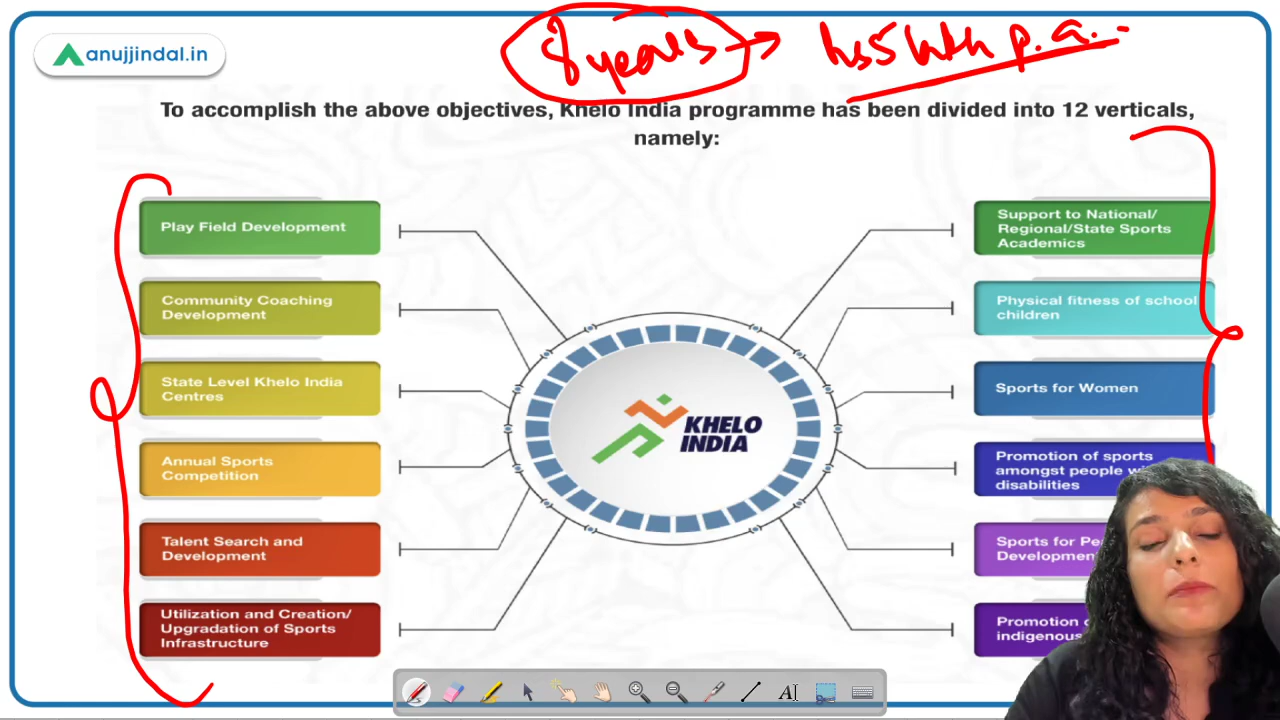 anujjindal.in
8 years → Rs 5 lakh p.a.
To accomplish the above objectives, Khelo India programme has been divided into 12 verticals,
namely:
Play Field Development
Community Coaching
Development
State Level Khelo India
Centres
Annual Sports
Competition
Talent Search and
Development
Utilization and Creation/
Upgradation of Sports
Infrastructure
KHELO
INDIA
Support to National/
Regional/State Sports
Academics
Physical fitness of school
children
Sports for Women
Promotion of sports
amongst people
disabilities
Sports for
Development
Promotion
indigenous